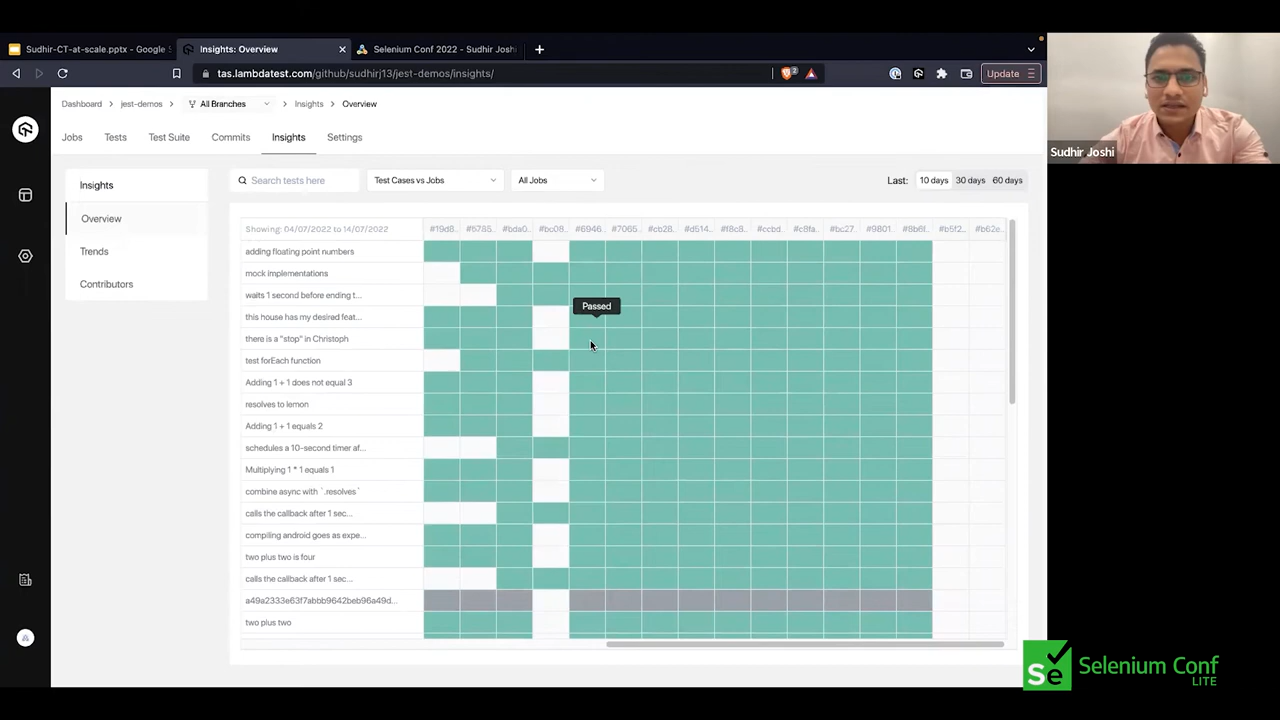 Sudhir-CT-at-scale.pptx - Google
Insights: Overview
Selenium Conf 2022 - Sudhir Joshi
tas.lambdatest.com/github/sudhirj13/jest-demos/insights/
2
Update
Dashboard > jest-demos > All Branches > Insights > Overview
Jobs Tests Test Suite Commits Insights Settings
Sudhir Joshi
Insights
Overview
Trends
Contributors
Search tests here
Test Cases vs Jobs
All Jobs
Last: 10 days 30 days 60 days
Showing: 04/07/2022 to 14/07/2022 #19d8.. #5785.. #bda0.. #bc08.. #6946.. #7065.. #cb28.. #d514.. #f8c8.. #ccbd.. #c8fa.. #bc27.. #9801.. #8b6f.. #b5f2.. #b62e..
adding floating point numbers
mock implementations
waits 1 second before ending t...
Passed
this house has my desired feat...
there is a "stop" in Christoph
test forEach function
Adding 1 + 1 does not equal 3
resolves to lemon
Adding 1 + 1 equals 2
schedules a 10-second timer af...
Multiplying 1 * 1 equals 1
combine async with `.resolves`
calls the callback after 1 sec...
compiling android goes as expe...
two plus two is four
calls the callback after 1 sec...
a49a2333e63f7abbb9642beb96a49d...
two plus two
Se
Selenium Conf
LITE